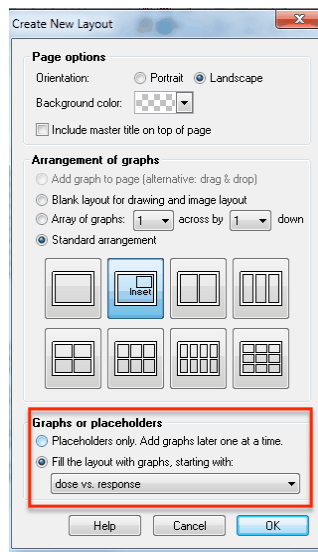 Create New Layout
Page options
Orientation: Portrait Landscape
Background color:
Include master title on top of page
Arrangement of graphs
Add graph to page (alternative: drag & drop)
Blank layout for drawing and image layout
Array of graphs: 1 across by 1 down
Standard arrangement
Inset
Graphs or placeholders
Placeholders only. Add graphs later one at a time.
Fill the layout with graphs, starting with:
dose vs. response
Help Cancel OK